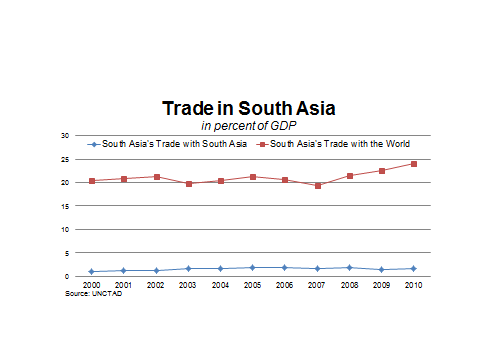 Trade in South Asia
in percent of GDP
30
South Asia's Trade with South Asia South Asia's Trade with the World
25
20
15
10
5
0
2000 2001 2002 2003 2004 2005 2006 2007 2008 2009 2010
Source: UNCTAD